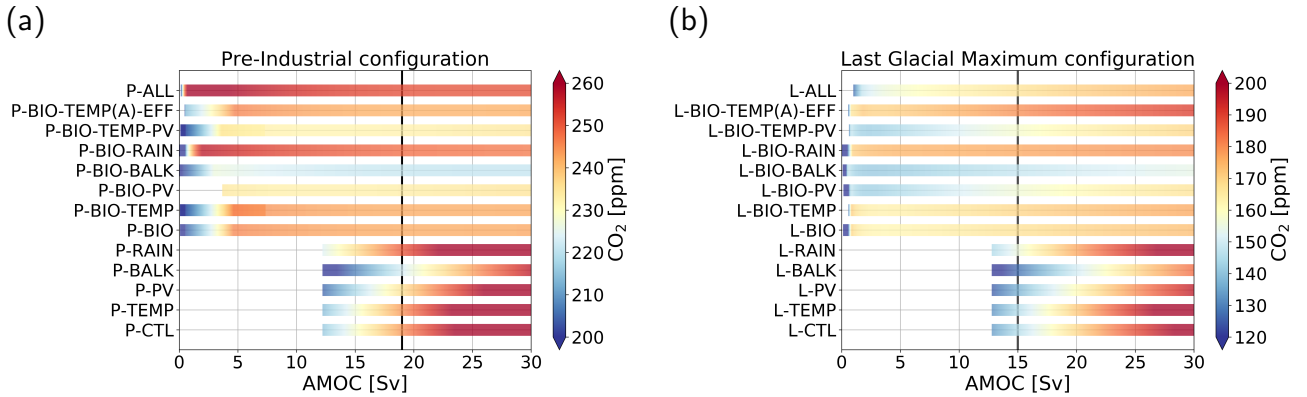 (a)
Pre-Industrial configuration
P-ALL
P-BIO-TEMP(A)-EFF
P-BIO-TEMP-PV
P-BIO-RAIN
P-BIO-BALK
P-BIO-PV
P-BIO-TEMP
P-BIO
P-RAIN
P-BALK
P-PV
P-TEMP
P-CTL
0 5 10 15 20 25 30
AMOC [Sv]
260
250
240
230
220
210
200
CO₂ [ppm]
(b)
Last Glacial Maximum configuration
L-ALL
L-BIO-TEMP(A)-EFF
L-BIO-TEMP-PV
L-BIO-RAIN
L-BIO-BALK
L-BIO-PV
L-BIO-TEMP
L-BIO
L-RAIN
L-BALK
L-PV
L-TEMP
L-CTL
0 5 10 15 20 25 30
AMOC [Sv]
200
190
180
170
160
150
140
130
120
CO₂ [ppm]